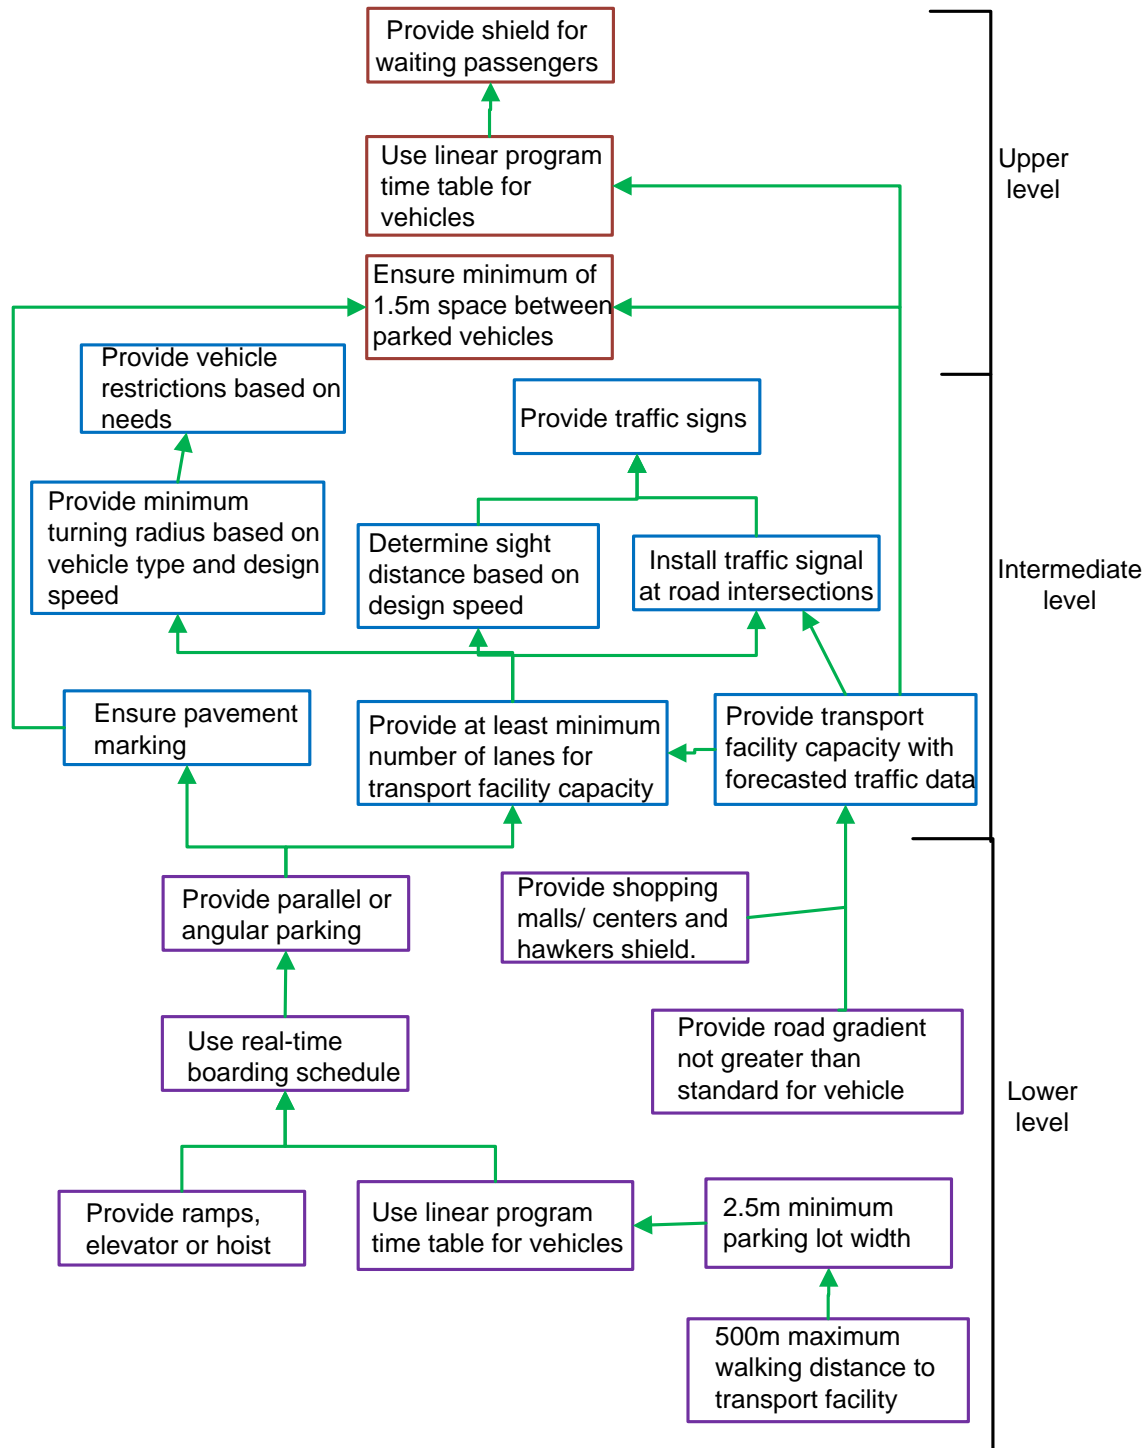 Provide shield for
waiting passengers
Use linear program
time table for
vehicles
Upper
level
Ensure minimum of
1.5m space between
parked vehicles
Provide vehicle
restrictions based on
needs
Provide traffic signs
Provide minimum
turning radius based on
vehicle type and design
speed
Determine sight
distance based on
design speed
Install traffic signal
at road intersections
Intermediate
level
Ensure pavement
marking
Provide at least minimum
number of lanes for
transport facility capacity
Provide transport
facility capacity with
forecasted traffic data
Provide parallel or
angular parking
Provide shopping
malls/ centers and
hawkers shield.
Use real-time
boarding schedule
Provide road gradient
not greater than
standard for vehicle
Lower
level
Provide ramps,
elevator or hoist
Use linear program
time table for vehicles
2.5m minimum
parking lot width
500m maximum
walking distance to
transport facility